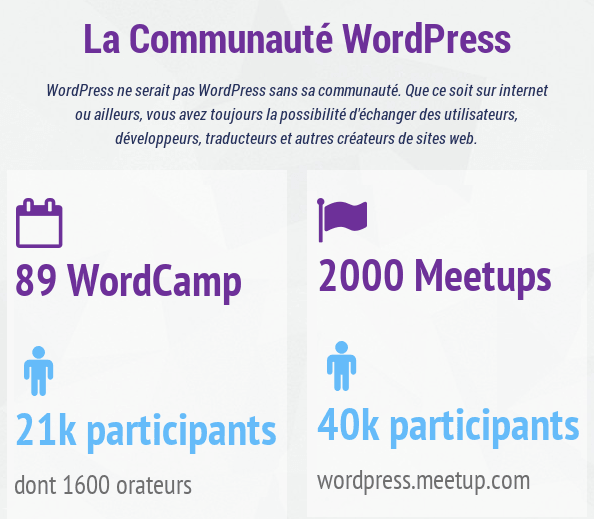 La Communauté WordPress
WordPress ne serait pas WordPress sans sa communauté. Que ce soit sur internet
ou ailleurs, vous avez toujours la possibilité d'échanger des utilisateurs,
développeurs, traducteurs et autres créateurs de sites web.
89 WordCamp
21k participants
dont 1600 orateurs
2000 Meetups
40k participants
wordpress.meetup.com